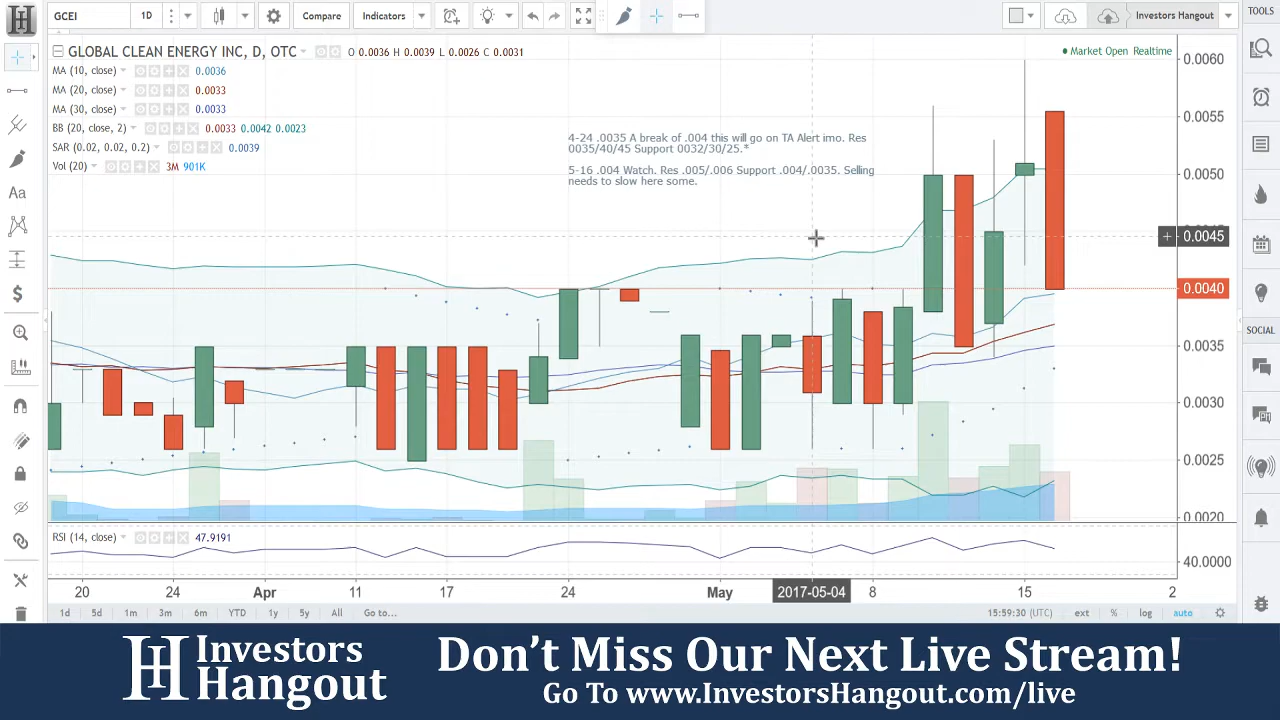 GCEI
1D
Compare
Indicators
Investors Hangout
TOOLS
GLOBAL CLEAN ENERGY INC, D, OTC
O 0.0036 H 0.0039 L 0.0026 C 0.0031
Market Open Realtime
MA (10, close) 0.0036
MA (20, close) 0.0033
MA (30, close) 0.0033
BB (20, close, 2) 0.0033 0.0042 0.0023
SAR (0.02, 0.02, 0.2) 0.0039
Vol (20) 3M 901K
4-24 .0035 A break of .004 this will go on TA Alert imo. Res
0035/40/45 Support 0032/30/25.*
5-16 .004 Watch. Res .005/.006 Support .004/.0035. Selling
needs to slow here some.
0.0060
0.0055
0.0050
0.0045
0.0040
0.0035
0.0030
0.0025
0.0020
SOCIAL
RSI (14, close) 47.9191
40.0000
20 24 Apr 11 17 24 May 2017-05-04 8 15 2
1d 5d 1m 3m 6m YTD 1y 5y All Go to... 15:59:30 (UTC) ext % log auto
IH Investors
Hangout
Don't Miss Our Next Live Stream!
Go To www.InvestorsHangout.com/live